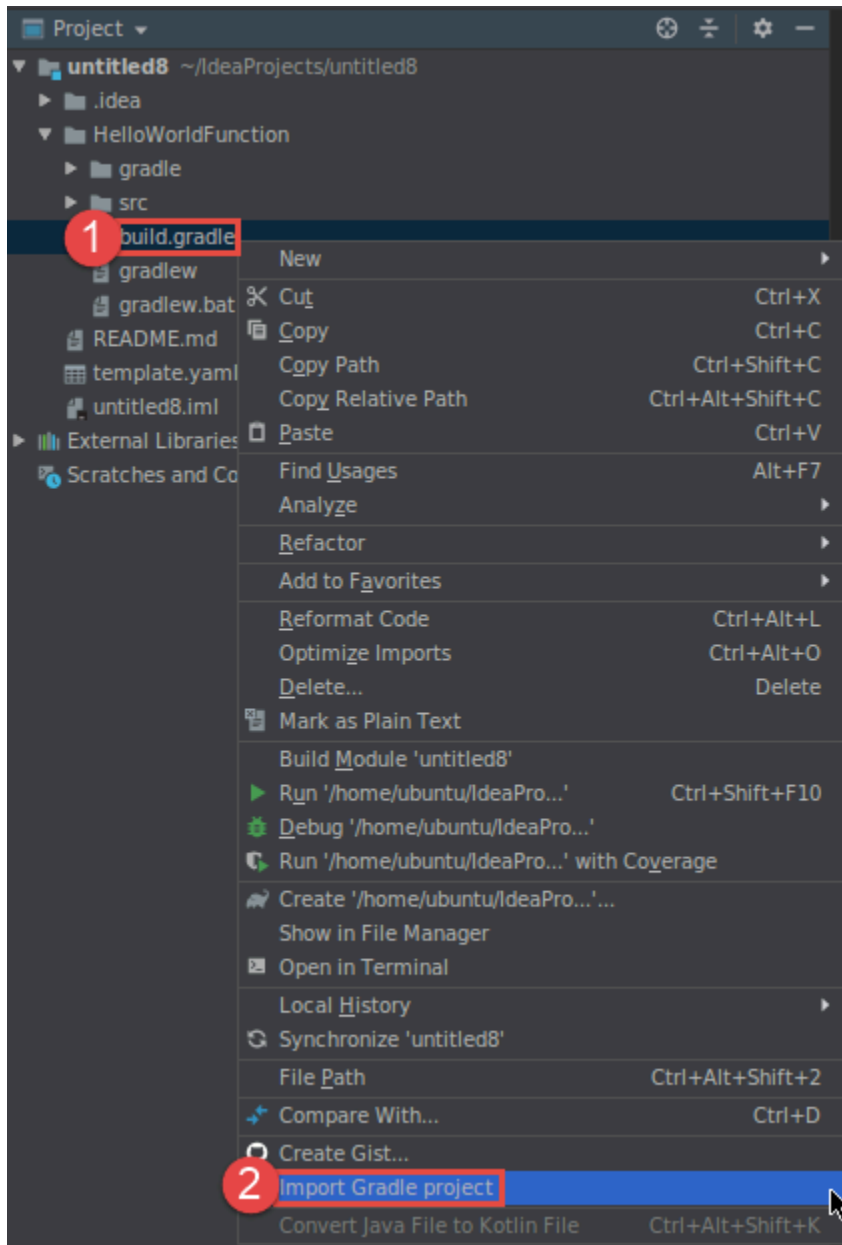 Project
untitled8 ~/IdeaProjects/untitled8
.idea
HelloWorldFunction
gradle
src
1 build.gradle
gradlew
gradlew.bat
README.md
template.yaml
untitled8.iml
External Libraries
Scratches and Co
New
Cut Ctrl+X
Copy Ctrl+C
Copy Path Ctrl+Shift+C
Copy Relative Path Ctrl+Alt+Shift+C
Paste Ctrl+V
Find Usages Alt+F7
Analyze
Refactor
Add to Favorites
Reformat Code Ctrl+Alt+L
Optimize Imports Ctrl+Alt+O
Delete... Delete
Mark as Plain Text
Build Module 'untitled8'
Run '/home/ubuntu/IdeaPro...' Ctrl+Shift+F10
Debug '/home/ubuntu/IdeaPro...'
Run '/home/ubuntu/IdeaPro...' with Coverage
Create '/home/ubuntu/IdeaPro...'...
Show in File Manager
Open in Terminal
Local History
Synchronize 'untitled8'
File Path Ctrl+Alt+Shift+2
Compare With... Ctrl+D
Create Gist...
2 Import Gradle project
Convert Java File to Kotlin File Ctrl+Alt+Shift+K